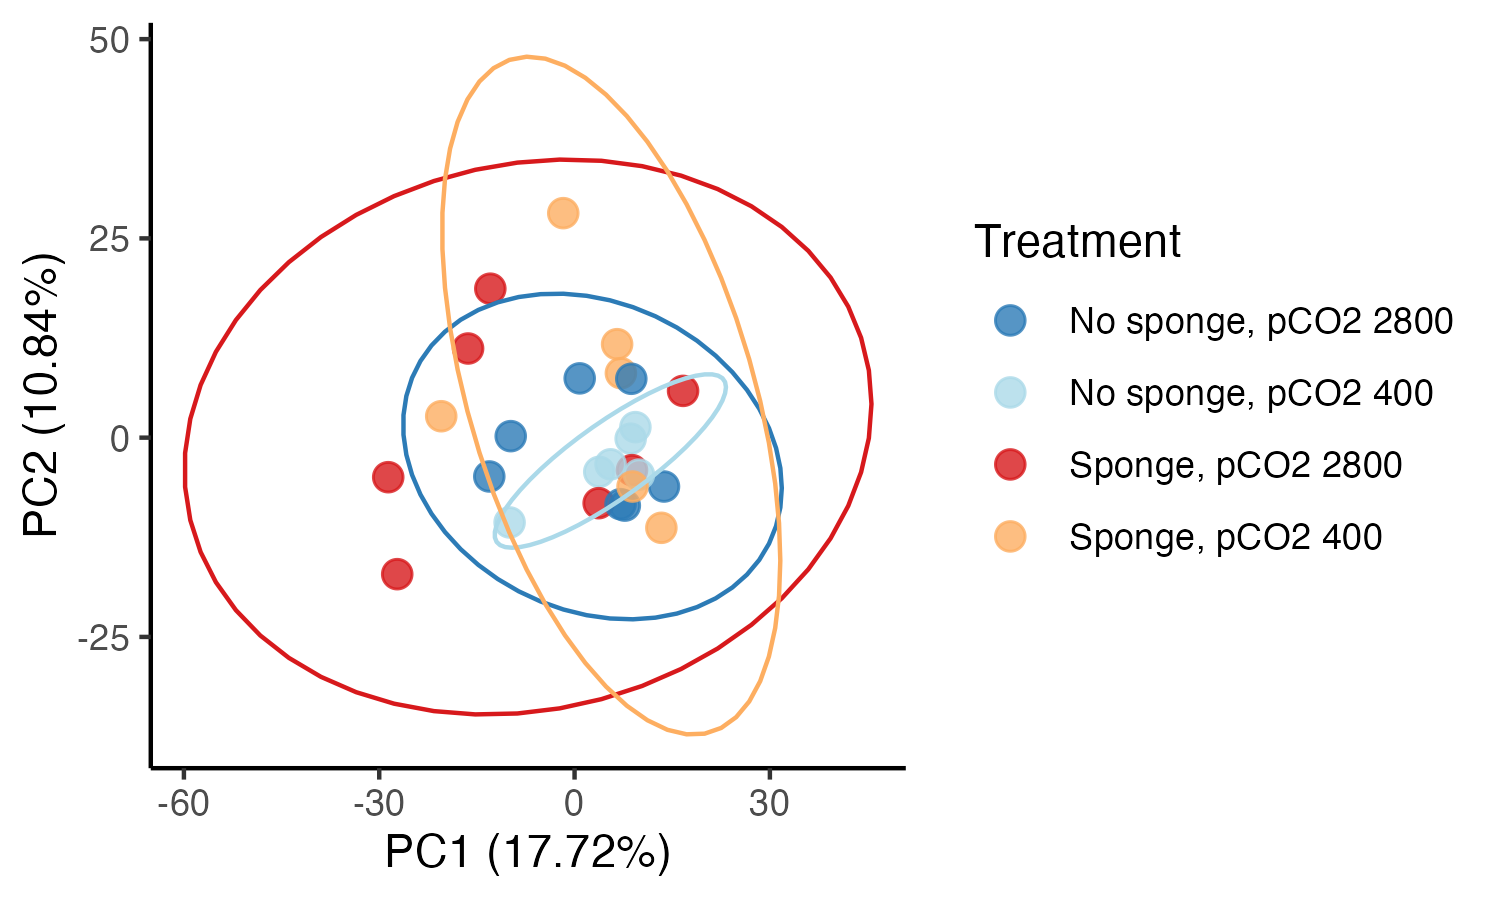 50
25
0
-25
PC2 (10.84%)
-60
-30
0
30
PC1 (17.72%)
Treatment
No sponge, pCO2 2800
No sponge, pCO2 400
Sponge, pCO2 2800
Sponge, pCO2 400